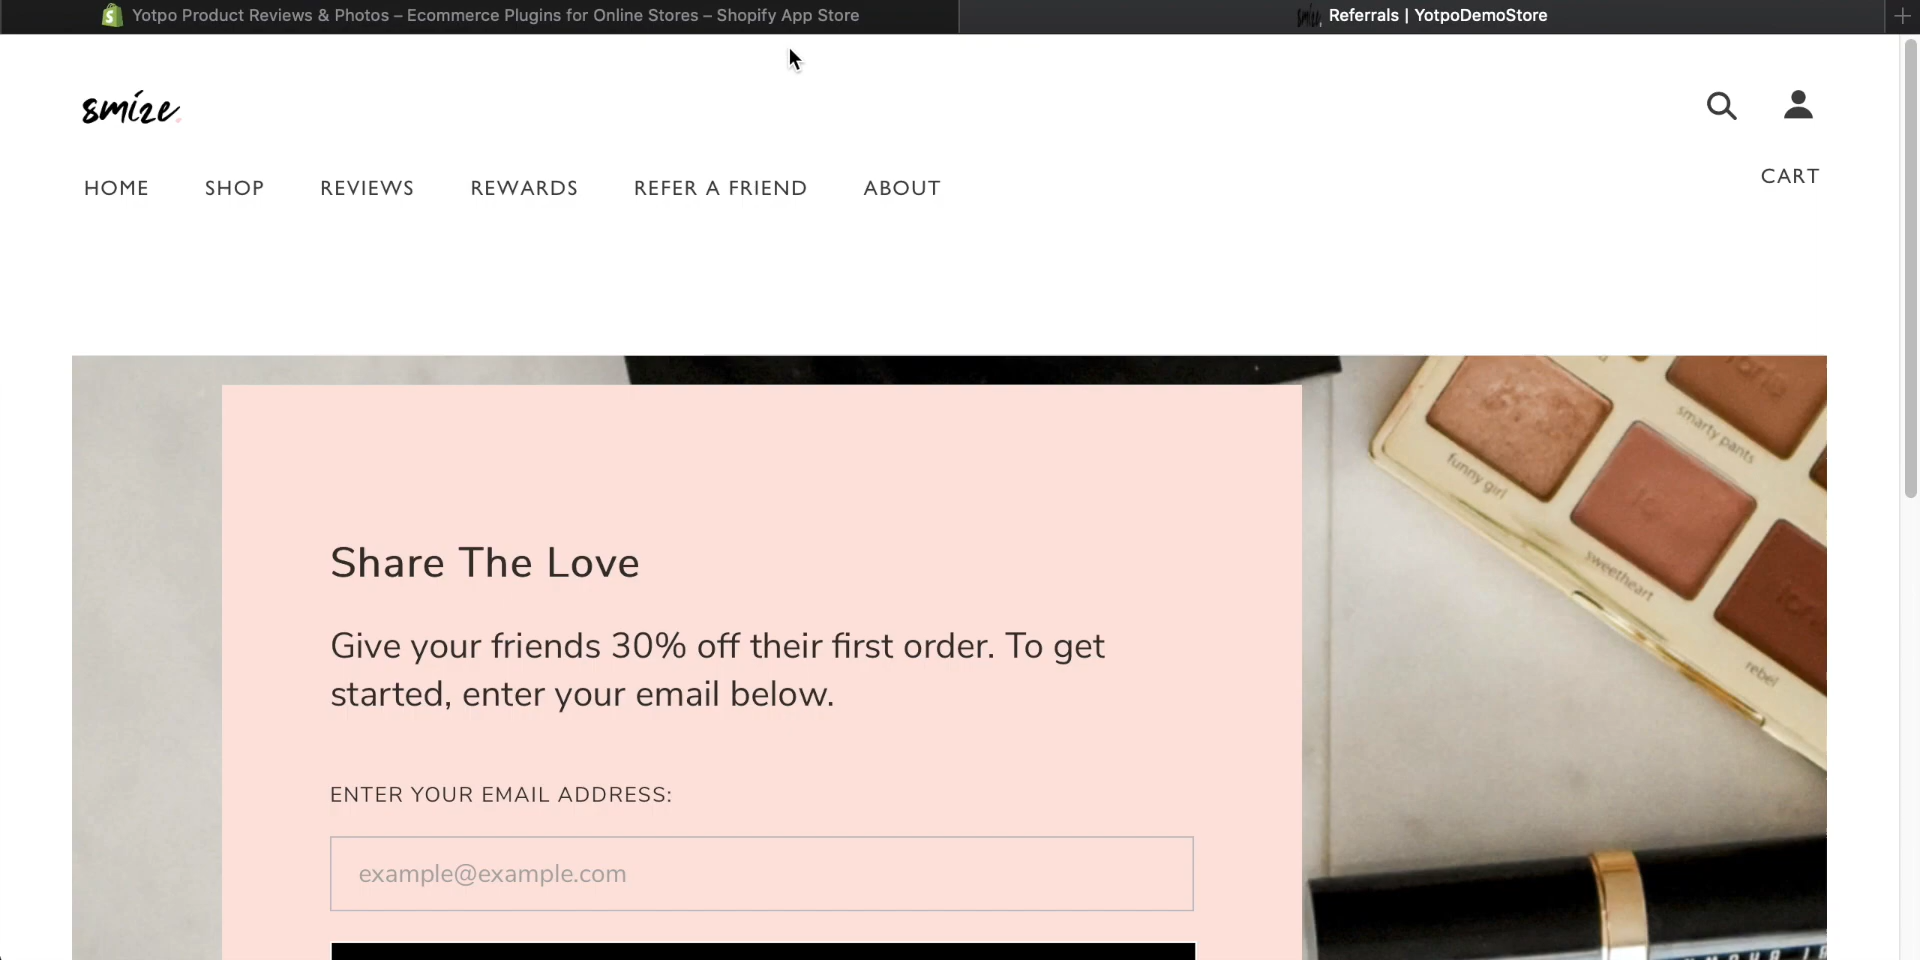 Yotpo Product Reviews & Photos – Ecommerce Plugins for Online Stores – Shopify App Store
Referrals | YotpoDemoStore
smize.
HOME SHOP REVIEWS REWARDS REFER A FRIEND ABOUT
CART
smarty pants
funny girl
sweetheart
rebel
Share The Love
Give your friends 30% off their first order. To get
started, enter your email below.
ENTER YOUR EMAIL ADDRESS:
example@example.com